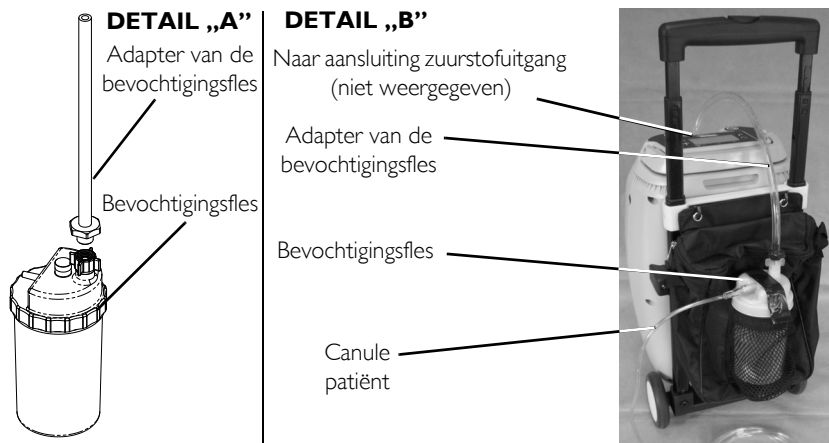 DETAIL „A”
Adapter van de
bevochtigingsfles
Bevochtigingsfles
DETAIL „B”
Naar aansluiting zuurstofuitgang
(niet weergegeven)
Adapter van de
bevochtigingsfles
Bevochtigingsfles
Canule
patiënt